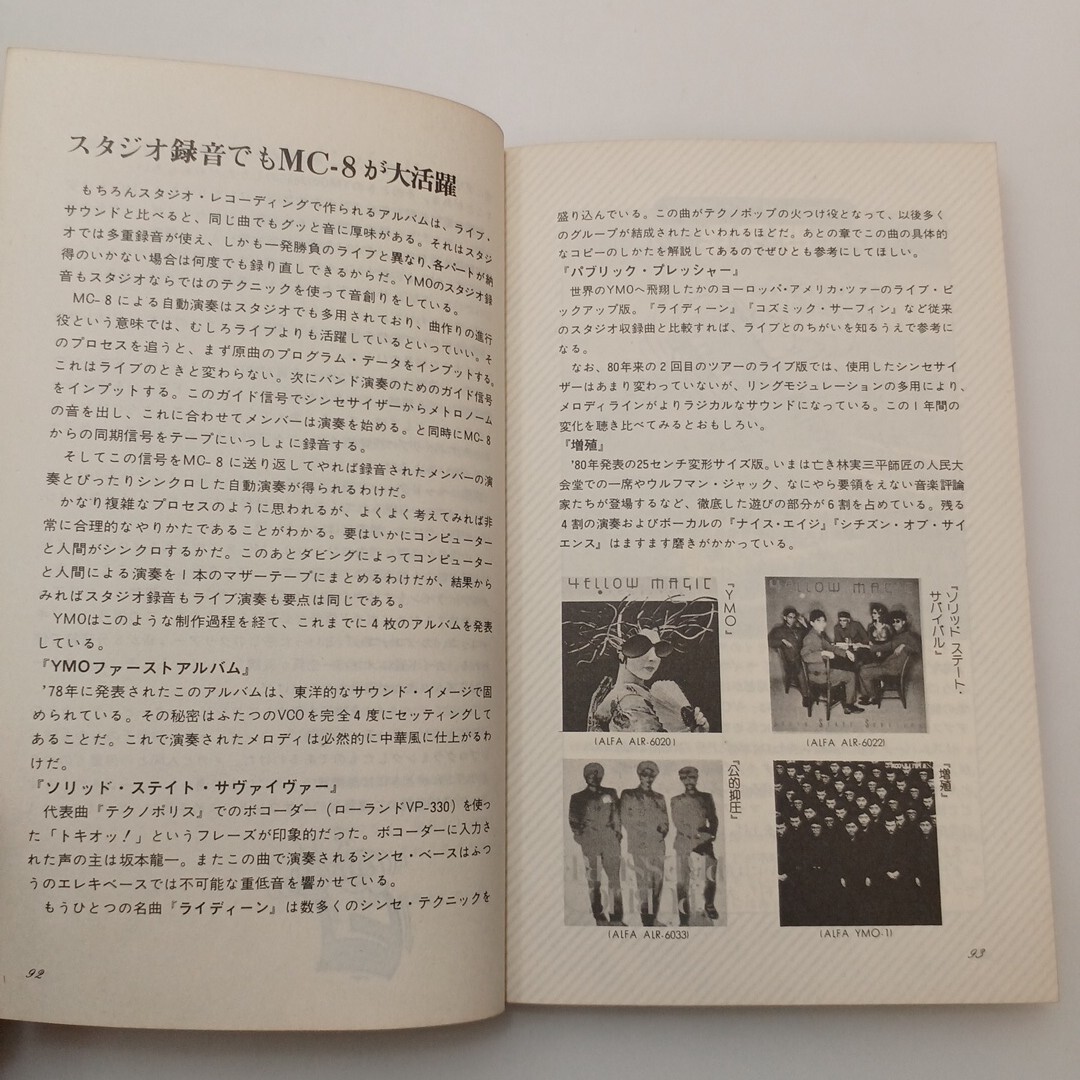 スタジオ録音でもMC-8が大活躍
もちろんスタジオ・レコーディングで作られるアルバムは、ライブ・
サウンドと比べると、同じ曲でもグッと音に厚味がある。それはスタジ
オでは多重録音が使え、しかも一発勝負のライブと異なり、各パートが納
得のいかない場合は何度でも録り直しできるからだ。YMOのスタジオ録
音もスタジオならではのテクニックを使って音創りをしている。
MC-8による自動演奏はスタジオでも多用されており、曲作りの進行
役という意味では、むしろライブよりも活躍しているといっていい。そ
のプロセスを追うと、まず原曲のプログラム・データをインプットする。
これはライブのときと変わらない。次にバンド演奏のためのガイド信号
をインプットする。このガイド信号でシンセサイザーからメトロノーム
の音を出し、これに合わせてメンバーは演奏を始める。と同時にMC-8
からの同期信号をテープにいっしょに録音する。
そしてこの信号をMC-8に送り返してやれば録音されたメンバーの演
奏とぴったりシンクロした自動演奏が得られるわけだ。
かなり複雑なプロセスのように思われるが、よくよく考えてみれば非
常に合理的なやりかたであることがわかる。要はいかにコンピューター
と人間がシンクロするかだ。このあとダビングによってコンピューター
と人間による演奏を1本のマザーテープにまとめるわけだが、結果から
みればスタジオ録音もライブ演奏も要点は同じである。
YMOはこのような制作過程を経て、これまでに4枚のアルバムを発表
している。
『YMOファーストアルバム』
'78年に発表されたこのアルバムは、東洋的なサウンド・イメージで固
められている。その秘密はふたつのVCOを完全4度にセッティングして
あることだ。これで演奏されたメロディは必然的に中華風に仕上がるわ
けだ。
『ソリッド・ステイト・サヴァイヴァー』
代表曲『テクノポリス』でのボコーダー（ローランドVP-330）を使っ
た「トキオッ！」というフレーズが印象的だった。ボコーダーに入力さ
れた声の主は坂本龍一。またこの曲で演奏されるシンセ・ベースはふつ
うのエレキベースでは不可能な重低音を響かせている。
もうひとつの名曲『ライディーン』は数多くのシンセ・テクニックを
92
盛り込んでいる。この曲がテクノポップの火つけ役となって、以後多く
のグループが結成されたといわれるほどだ。あとの章でこの曲の具体的
なコピーのしかたを解説してあるのでぜひとも参考にしてほしい。
『パブリック・プレッシャー』
世界のYMOへ飛翔したかのヨーロッパ・アメリカ・ツァーのライブ・ピ
ックアップ版。『ライディーン』『コズミック・サーフィン』など従来
のスタジオ収録曲と比較すれば、ライブとのちがいを知るうえで参考に
なる。
なお、80年来の2回目のツアーのライブ版では、使用したシンセサイ
ザーはあまり変わっていないが、リングモジュレーションの多用により、
メロディラインがよりラジカルなサウンドになっている。この1年間の
変化を聴き比べてみるとおもしろい。
『増殖』
'80年発表の25センチ変形サイズ版。いまは亡き林実三平師匠の人民大
会堂での一席やウルフマン・ジャック、なにやら要領をえない音楽評論
家たちが登場するなど、徹底した遊びの部分が6割を占めている。残る
4割の演奏およびボーカルの『ナイス・エイジ』『シチズン・オブ・サイ
エンス』はますます磨きがかかっている。
YELLOW MAGIC
『YMO』
(ALFA ALR-6020)
YELLOW MAGIC
『ソリッド ステート・
サバイバル』
(ALFA ALR-6022)
『公的抑圧』
(ALFA ALR-6033)
『増殖』
(ALFA YMO-1)
93